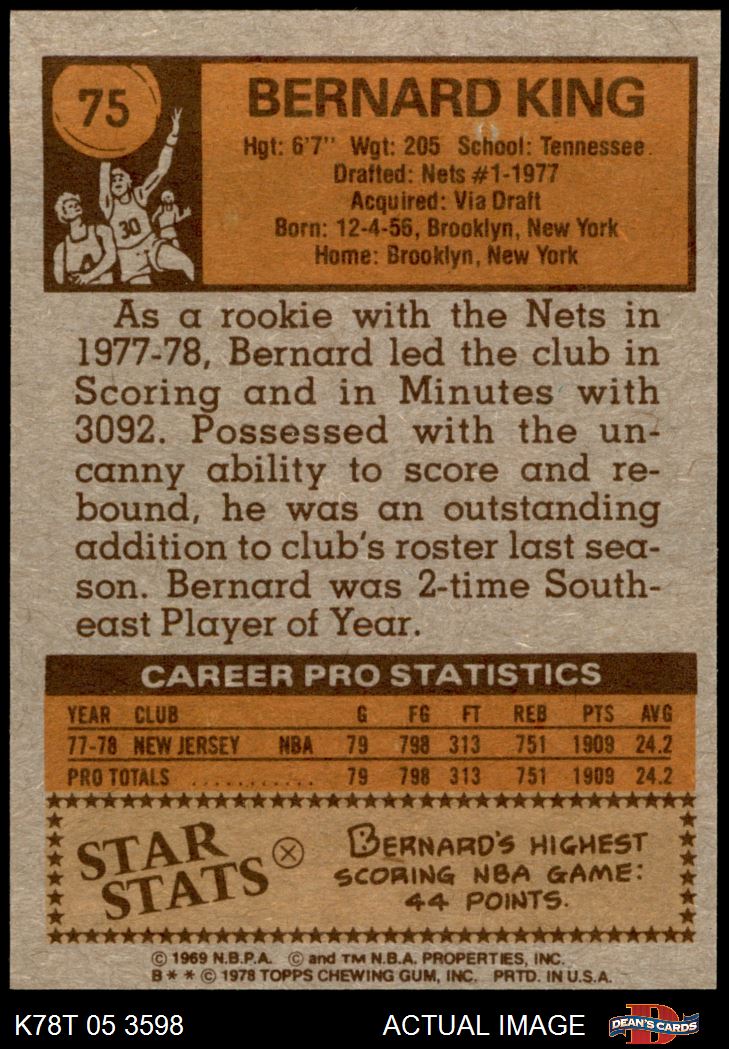 75
BERNARD KING
Hgt: 6'7" Wgt: 205 School: Tennessee
Drafted: Nets #1-1977
Acquired: Via Draft
Born: 12-4-56, Brooklyn, New York
Home: Brooklyn, New York
30
As a rookie with the Nets in
1977-78, Bernard led the club in
Scoring and in Minutes with
3092. Possessed with the un-
canny ability to score and re-
bound, he was an outstanding
addition to club's roster last sea-
son. Bernard was 2-time South-
east Player of Year.
CAREER PRO STATISTICS
YEAR CLUB G FG FT REB PTS AVG
77-78 NEW JERSEY NBA 79 798 313 751 1909 24.2
PRO TOTALS . . . . . . . . . . . 79 798 313 751 1909 24.2
STAR
STATS
BERNARD'S HIGHEST
SCORING NBA GAME:
44 POINTS.
© 1969 N.B.P.A. © and TM N.B.A. PROPERTIES, INC.
B * * © 1978 TOPPS CHEWING GUM, INC. PRTD. IN U.S.A.
K78T 05 3598 ACTUAL IMAGE
D
DEAN'S CARDS